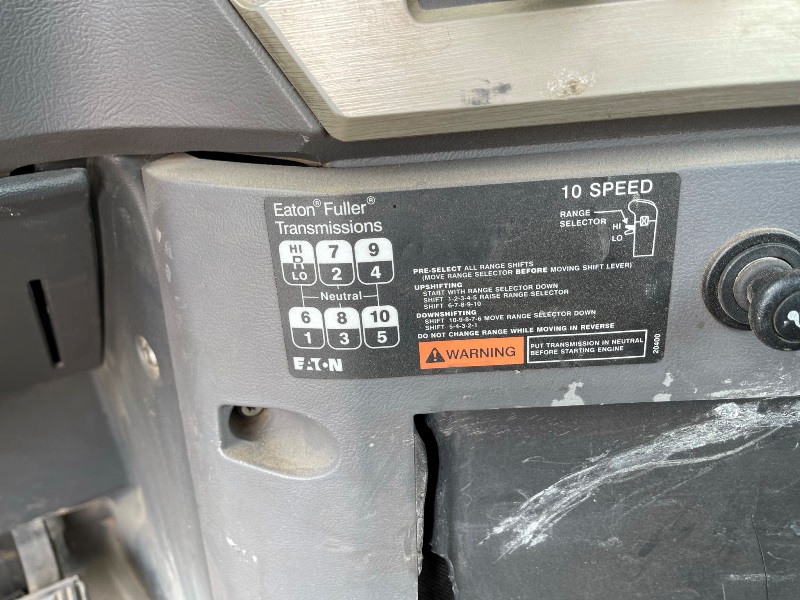 Eaton® Fuller®
Transmissions
10 SPEED
RANGE
SELECTOR
HI
LO
HI 7 9
R
LO 2 4
Neutral
6 8 10
1 3 5
EATON
PRE-SELECT ALL RANGE SHIFTS
(MOVE RANGE SELECTOR BEFORE MOVING SHIFT LEVER)
UPSHIFTING
START WITH RANGE SELECTOR DOWN
SHIFT 1-2-3-4-5 RAISE RANGE SELECTOR
SHIFT 6-7-8-9-10
DOWNSHIFTING
SHIFT 10-9-8-7-6 MOVE RANGE SELECTOR DOWN
SHIFT 5-4-3-2-1
DO NOT CHANGE RANGE WHILE MOVING IN REVERSE
WARNING
PUT TRANSMISSION IN NEUTRAL
BEFORE STARTING ENGINE
20400